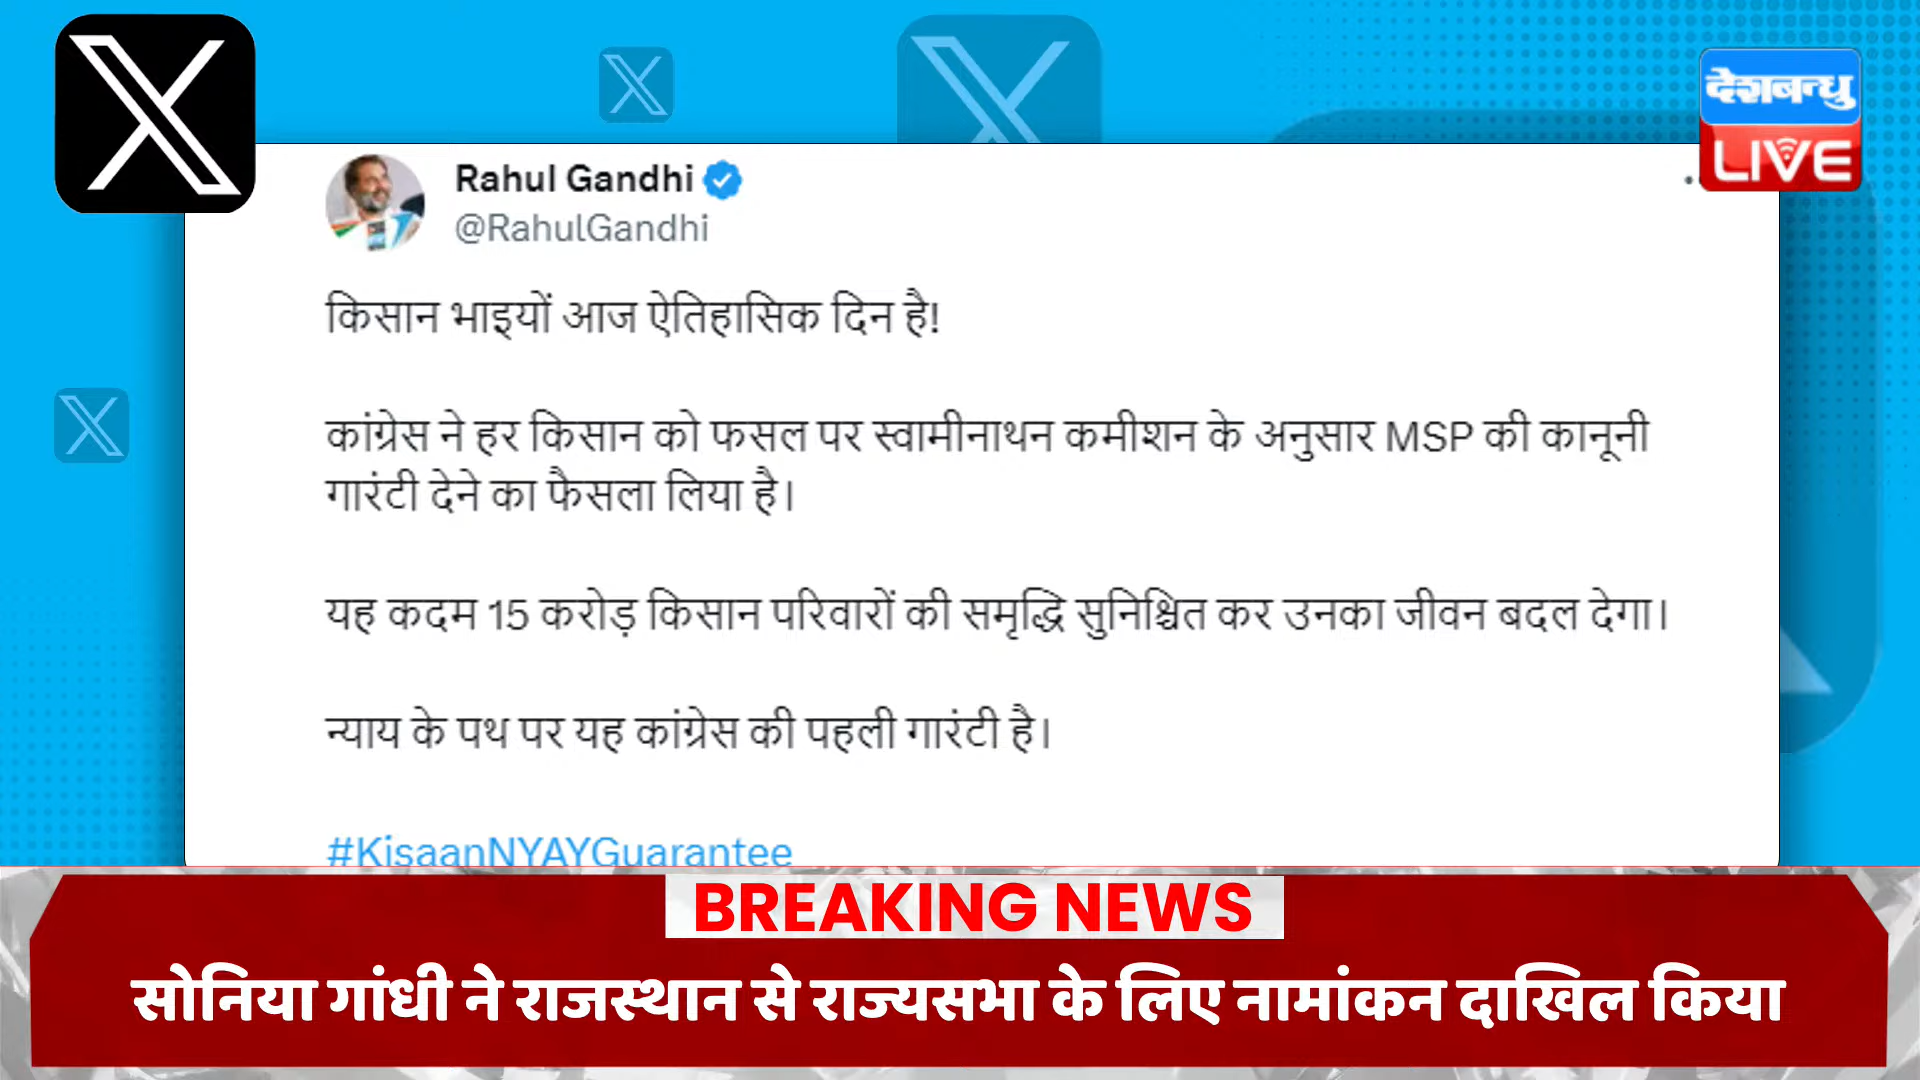 देशबन्धु
LIVE
Rahul Gandhi
@RahulGandhi
किसान भाइयों आज ऐतिहासिक दिन है!
कांग्रेस ने हर किसान को फसल पर स्वामीनाथन कमीशन के अनुसार MSP की कानूनी
गारंटी देने का फैसला लिया है।
यह कदम 15 करोड़ किसान परिवारों की समृद्धि सुनिश्चित कर उनका जीवन बदल देगा।
न्याय के पथ पर यह कांग्रेस की पहली गारंटी है।
#KisaanNYAYGuarantee
BREAKING NEWS
सोनिया गांधी ने राजस्थान से राज्यसभा के लिए नामांकन दाखिल किया